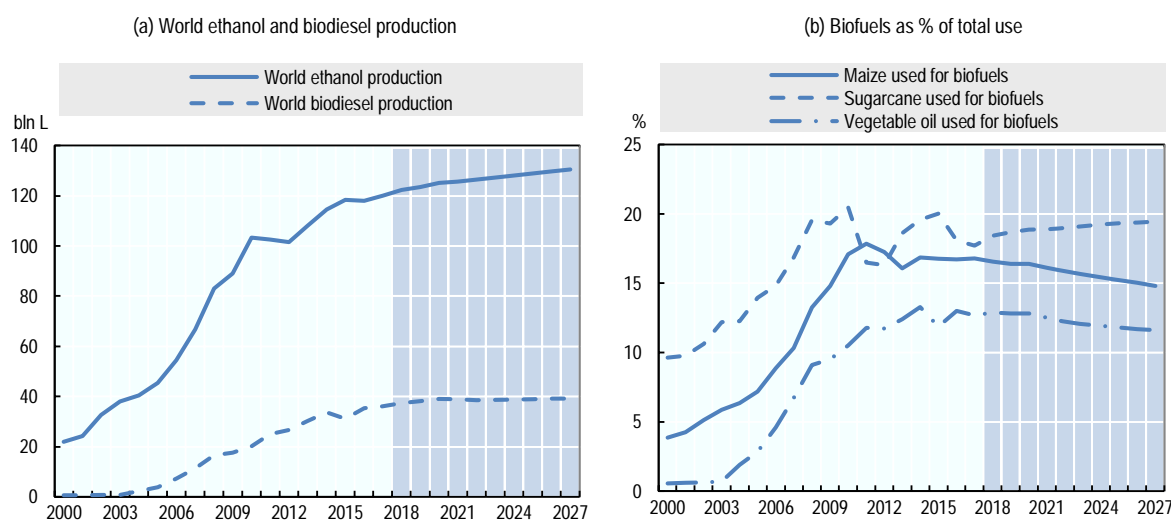 (a) World ethanol and biodiesel production
World ethanol production
World biodiesel production
bln L
140
120
100
80
60
40
20
0
2000 2003 2006 2009 2012 2015 2018 2021 2024 2027
(b) Biofuels as % of total use
Maize used for biofuels
Sugarcane used for biofuels
Vegetable oil used for biofuels
%
25
20
15
10
5
0
2000 2003 2006 2009 2012 2015 2018 2021 2024 2027